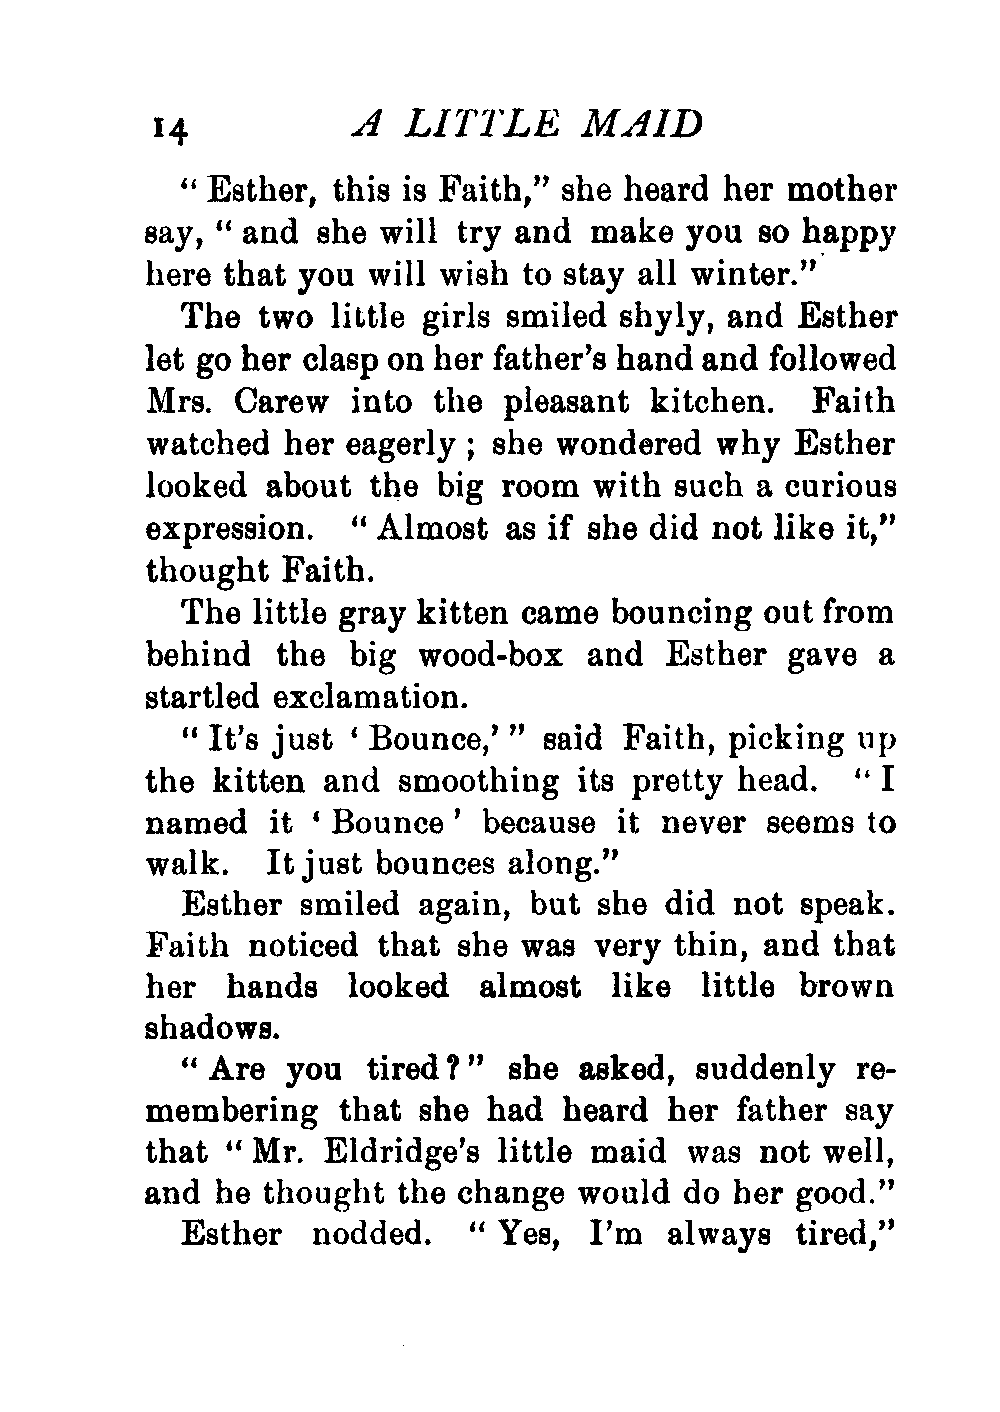 14 A LITTLE MAID
“ Esther, this is Faith,” she heard her mother
say, “ and she will try and make you so happy
here that you will wish to stay all winter.”
The two little girls smiled shyly, and Esther
let go her clasp on her father’s hand and followed
Mrs. Carew into the pleasant kitchen. Faith
watched her eagerly ; she wondered why Esther
looked about the big room with such a curious
expression. “ Almost as if she did not like it,”
thought Faith.
The little gray kitten came bouncing out from
behind the big wood-box and Esther gave a
startled exclamation.
“ It’s just ‘ Bounce,’ ” said Faith, picking up
the kitten and smoothing its pretty head. “ I
named it ‘ Bounce ’ because it never seems to
walk. It just bounces along.”
Esther smiled again, but she did not speak.
Faith noticed that she was very thin, and that
her hands looked almost like little brown
shadows.
“ Are you tired ? ” she asked, suddenly re-
membering that she had heard her father say
that “ Mr. Eldridge’s little maid was not well,
and he thought the change would do her good.”
Esther nodded. “ Yes, I’m always tired,”